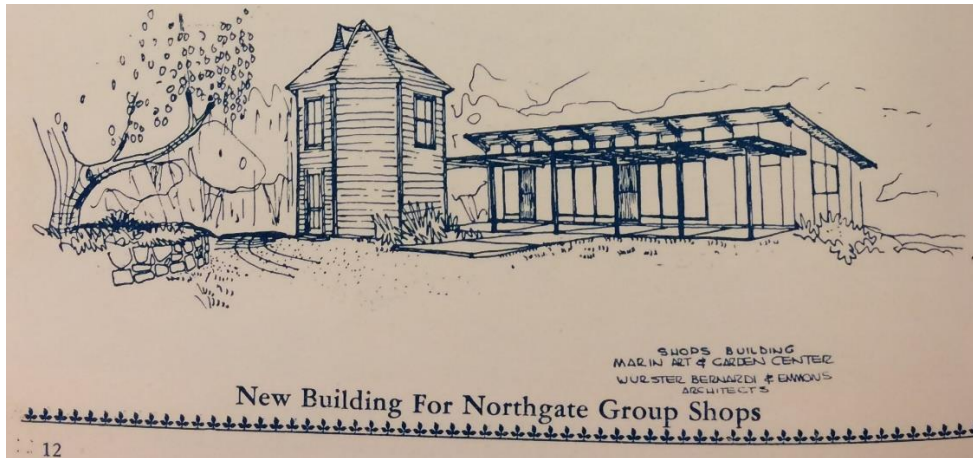 SHOPS BUILDING
MARIN ART & GARDEN CENTER
WURSTER BERNARDI & EMMONS
ARCHITECTS
New Building For Northgate Group Shops
12